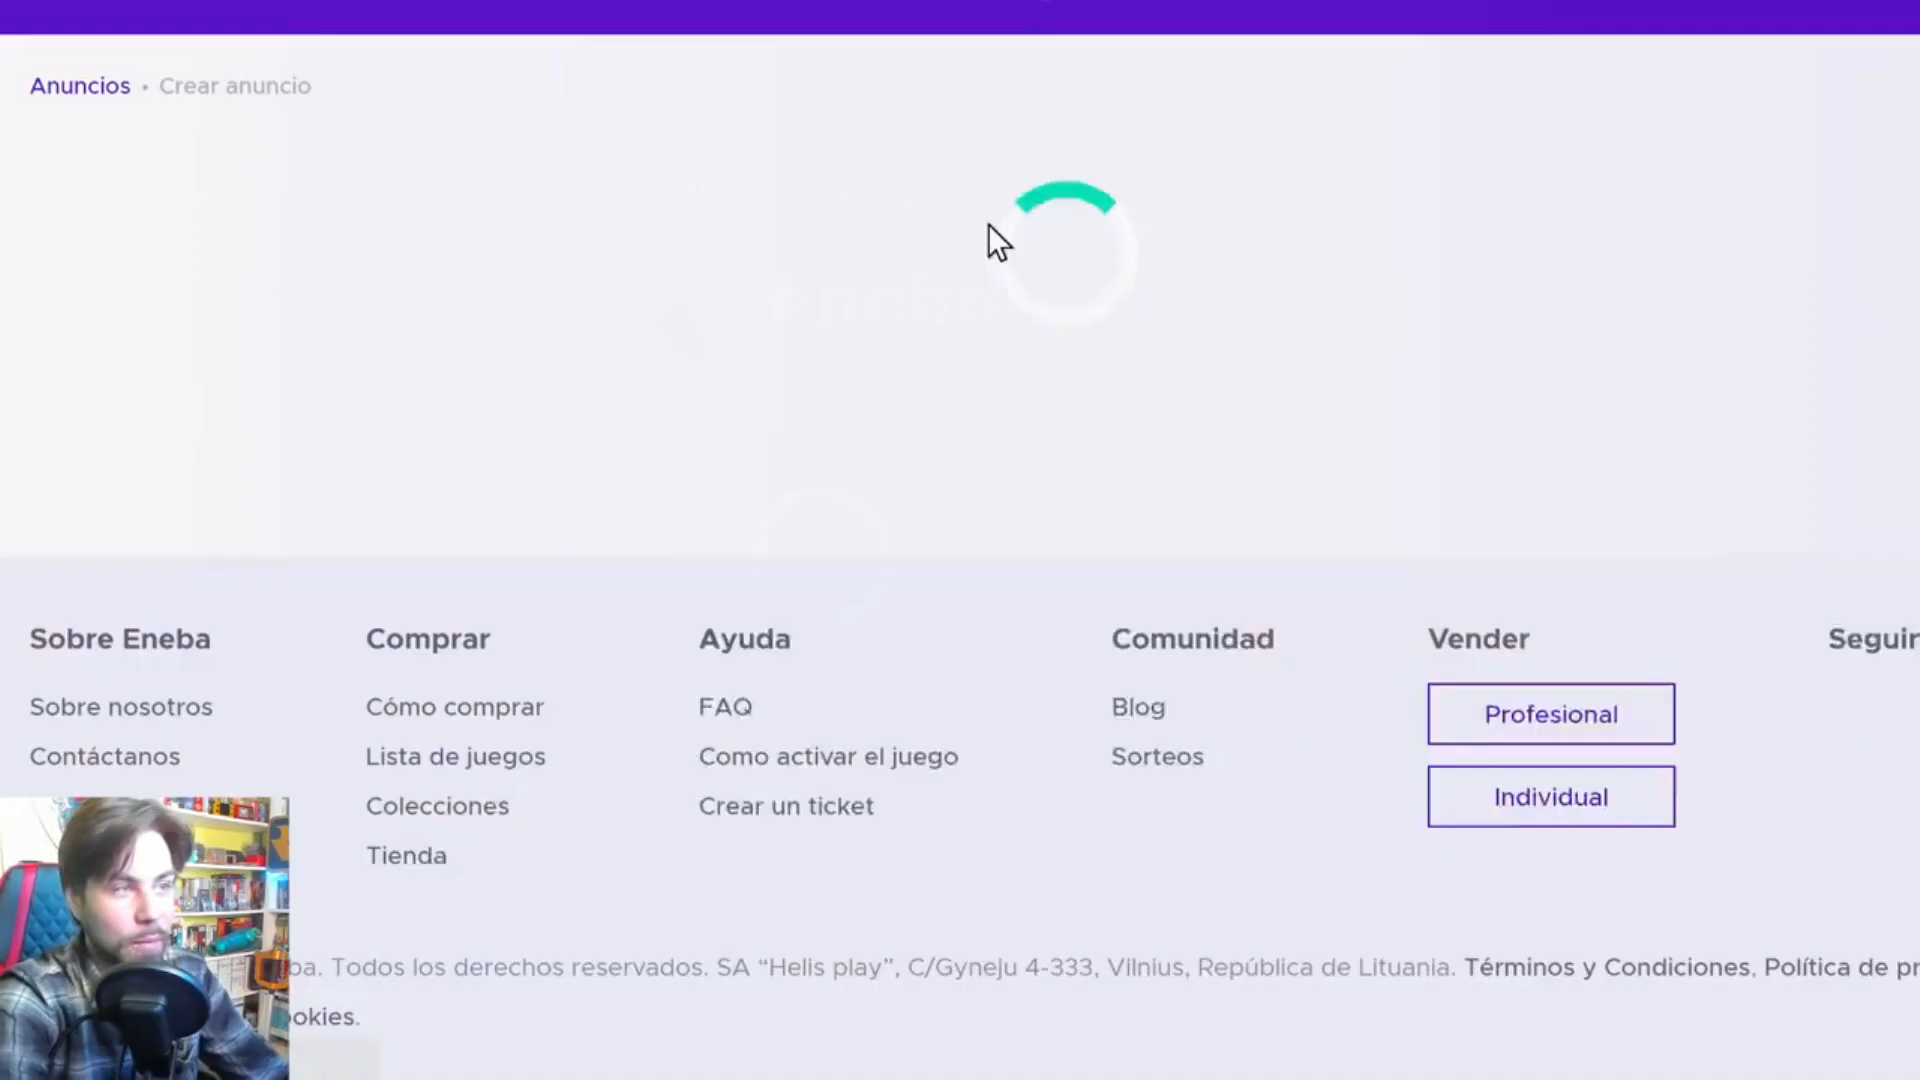 Anuncios • Crear anuncio
Sobre Eneba
Sobre nosotros
Contáctanos
Comprar
Cómo comprar
Lista de juegos
Colecciones
Tienda
Ayuda
FAQ
Como activar el juego
Crear un ticket
Comunidad
Blog
Sorteos
Vender
Profesional
Individual
Seguir
ba. Todos los derechos reservados. SA “Helis play”, C/Gyneju 4-333, Vilnius, República de Lituania. Términos y Condiciones, Política de pr
ookies.